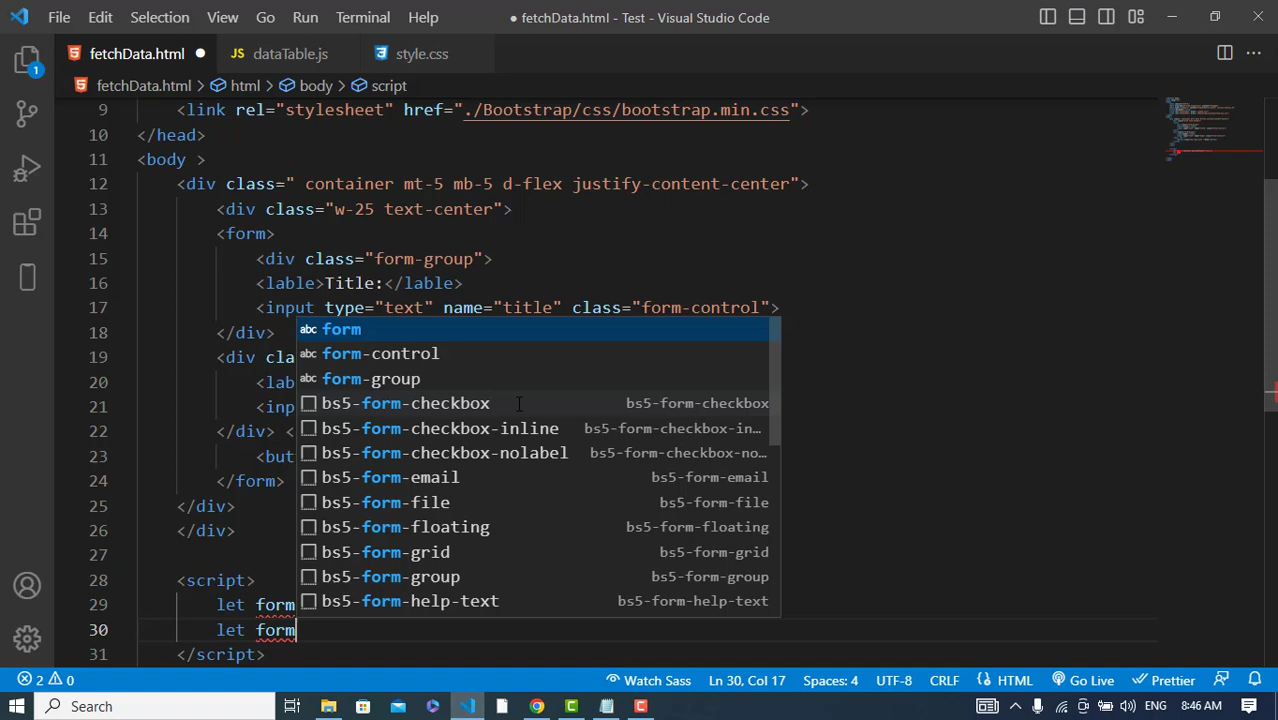 File Edit Selection View Go Run Terminal Help ● fetchData.html - Test - Visual Studio Code
fetchData.html ● JS dataTable.js style.css
fetchData.html > html > body > script
9 <link rel="stylesheet" href="./Bootstrap/css/bootstrap.min.css">
10 </head>
11 <body >
12 <div class=" container mt-5 mb-5 d-flex justify-content-center">
13 <div class="w-25 text-center">
14 <form>
15 <div class="form-group">
16 <lable>Title:</lable>
17 <input type="text" name="title" class="form-control">
18 </div>
abc form
19 <div cla
abc form-control
abc form-group
20 <lab
bs5-form-checkbox bs5-form-checkbox
21 <inp
bs5-form-checkbox-inline bs5-form-checkbox-in…
22 </div> <
bs5-form-checkbox-nolabel bs5-form-checkbox-no…
23 <but
bs5-form-email bs5-form-email
24 </form>
bs5-form-file bs5-form-file
25 </div>
bs5-form-floating bs5-form-floating
26 </div>
bs5-form-grid bs5-form-grid
27
bs5-form-group bs5-form-group
28 <script>
bs5-form-help-text bs5-form-help-text
29 let form
30 let form
31 </script>
1
2 0 Watch Sass Ln 30, Col 17 Spaces: 4 UTF-8 CRLF HTML Go Live Prettier
Search ENG 8:46 AM